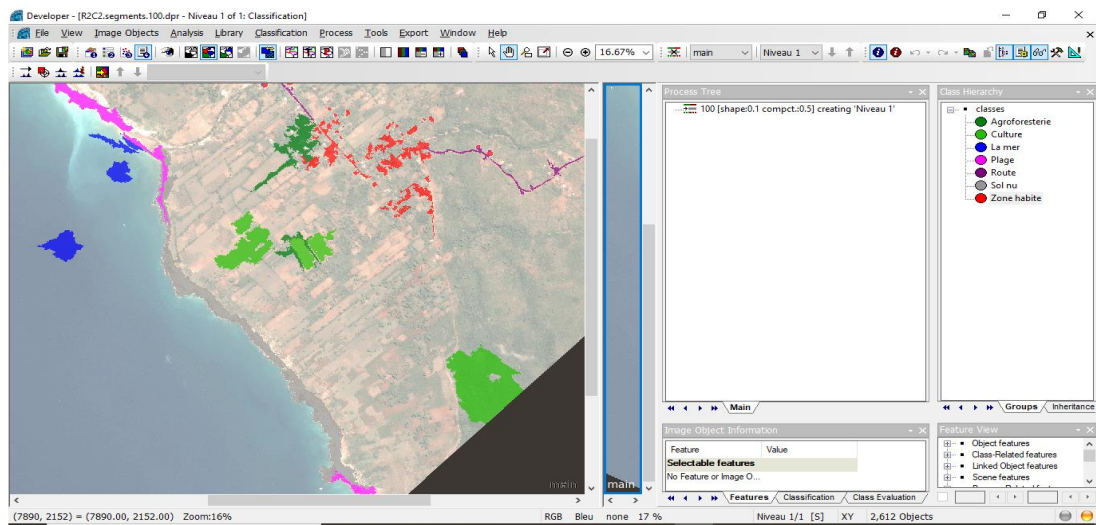 Developer - [R2C2.segments.100.dpr - Niveau 1 of 1: Classification]
File View Image Objects Analysis Library Classification Process Tools Export Window Help
16.67% main Niveau 1
Process Tree
100 [shape:0.1 compct.:0.5] creating 'Niveau 1'
Main
Class Hierarchy
classes
Agroforesterie
Culture
La mer
Plage
Route
Sol nu
Zone habite
Groups Inheritance
Image Object Information
Feature Value
Selectable features
No Feature or Image O...
Features Classification Class Evaluation
Feature View
Object features
Class-Related features
Linked Object features
Scene features
main
main
(7890, 2152) = (7890.00, 2152.00) Zoom:16% RGB Bleu none 17 % Niveau 1/1 [S] XY 2,612 Objects